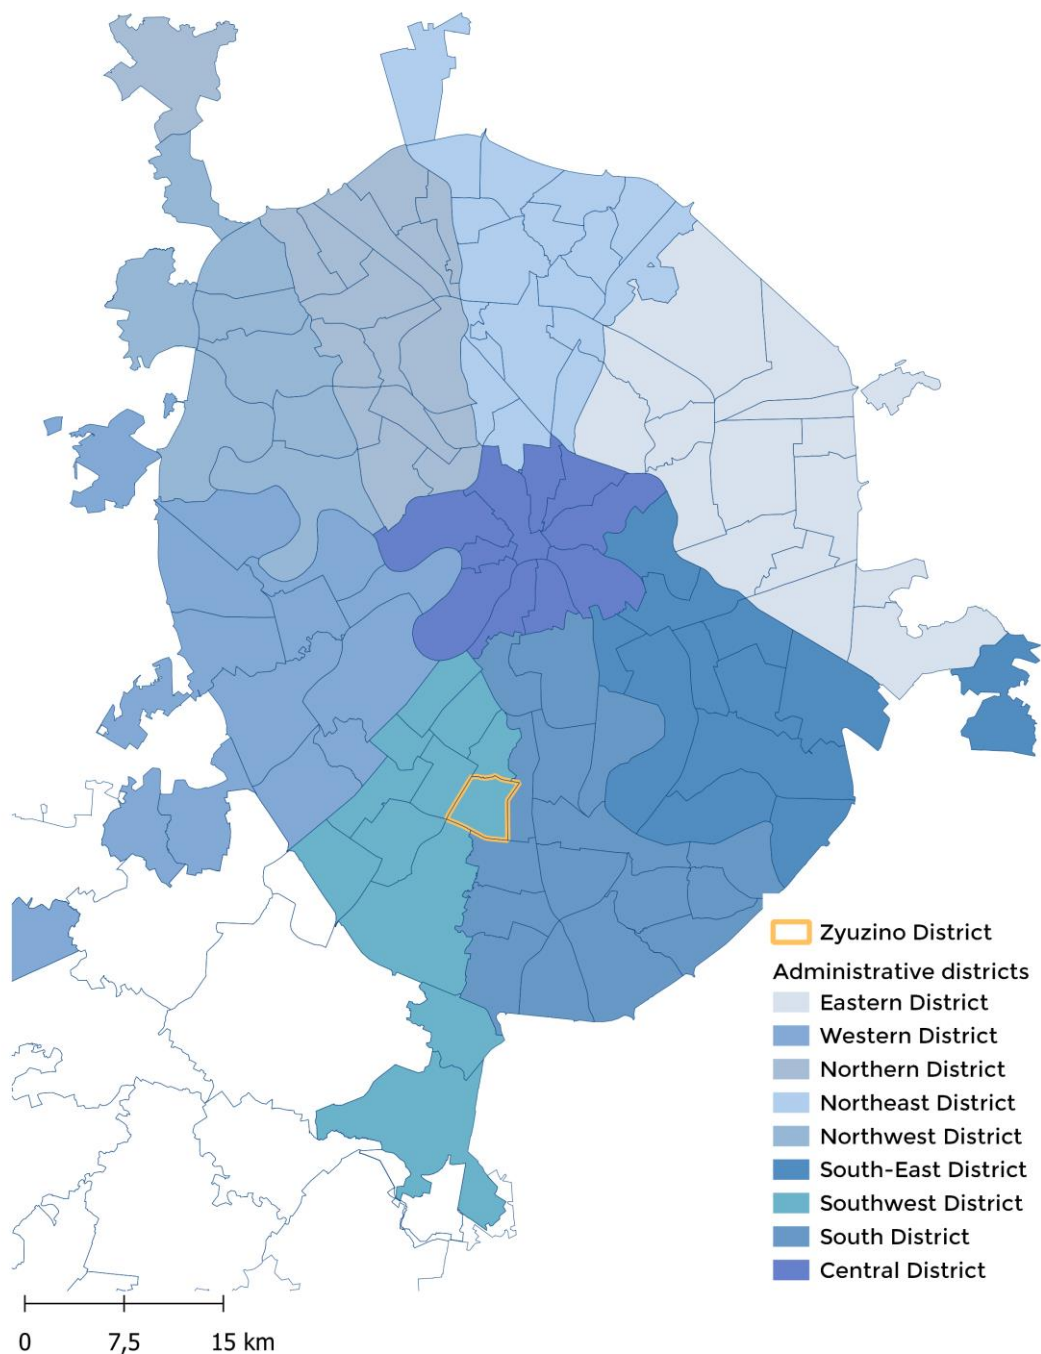 Zyuzino District
Administrative districts
Eastern District
Western District
Northern District
Northeast District
Northwest District
South-East District
Southwest District
South District
Central District
0 7,5 15 km